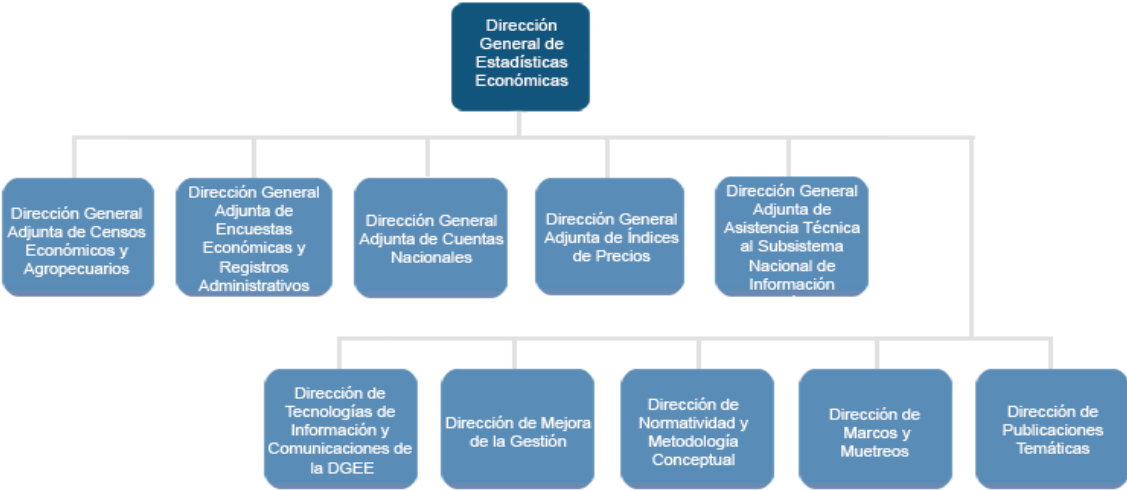 Dirección
General de
Estadísticas
Económicas
Dirección General
Adjunta de Censos
Económicos y
Agropecuarios
Dirección General
Adjunta de
Encuestas
Económicas y
Registros
Administrativos
Dirección General
Adjunta de Cuentas
Nacionales
Dirección General
Adjunta de Índices
de Precios
Dirección General
Adjunta de
Asistencia Técnica
al Subsistema
Nacional de
Información
Dirección de
Tecnologías de
Información y
Comunicaciones de
la DGEE
Dirección de Mejora
de la Gestión
Dirección de
Normatividad y
Metodología
Conceptual
Dirección de
Marcos y
Muetreos
Dirección de
Publicaciones
Temáticas